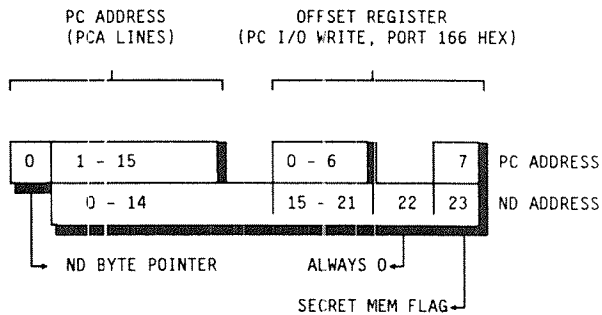 PC ADDRESS OFFSET REGISTER
(PCA LINES) (PC I/O WRITE, PORT 166 HEX)
0 1 - 15 0 - 6 7 PC ADDRESS
0 - 14 15 - 21 22 23 ND ADDRESS
ND BYTE POINTER ALWAYS 0
SECRET MEM FLAG